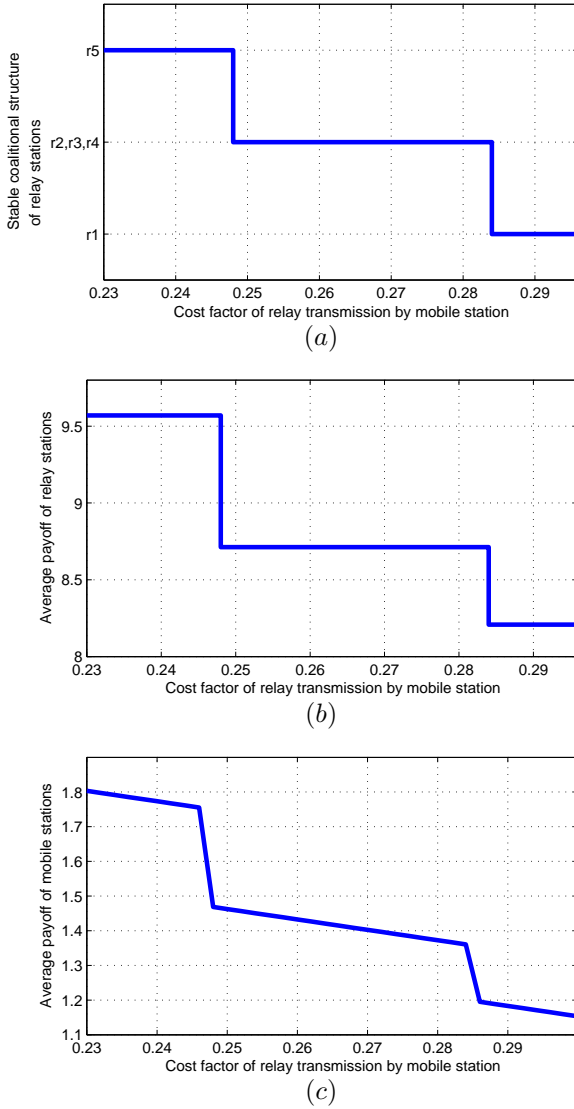 Stable coalitional structure
of relay stations
r5
r2,r3,r4
r1
0.23 0.24 0.25 0.26 0.27 0.28 0.29
Cost factor of relay transmission by mobile station
(a)
Average payoff of relay stations
9.5
9
8.5
8
0.23 0.24 0.25 0.26 0.27 0.28 0.29
Cost factor of relay transmission by mobile station
(b)
Average payoff of mobile stations
1.8
1.7
1.6
1.5
1.4
1.3
1.2
1.1
0.23 0.24 0.25 0.26 0.27 0.28 0.29
Cost factor of relay transmission by mobile station
(c)